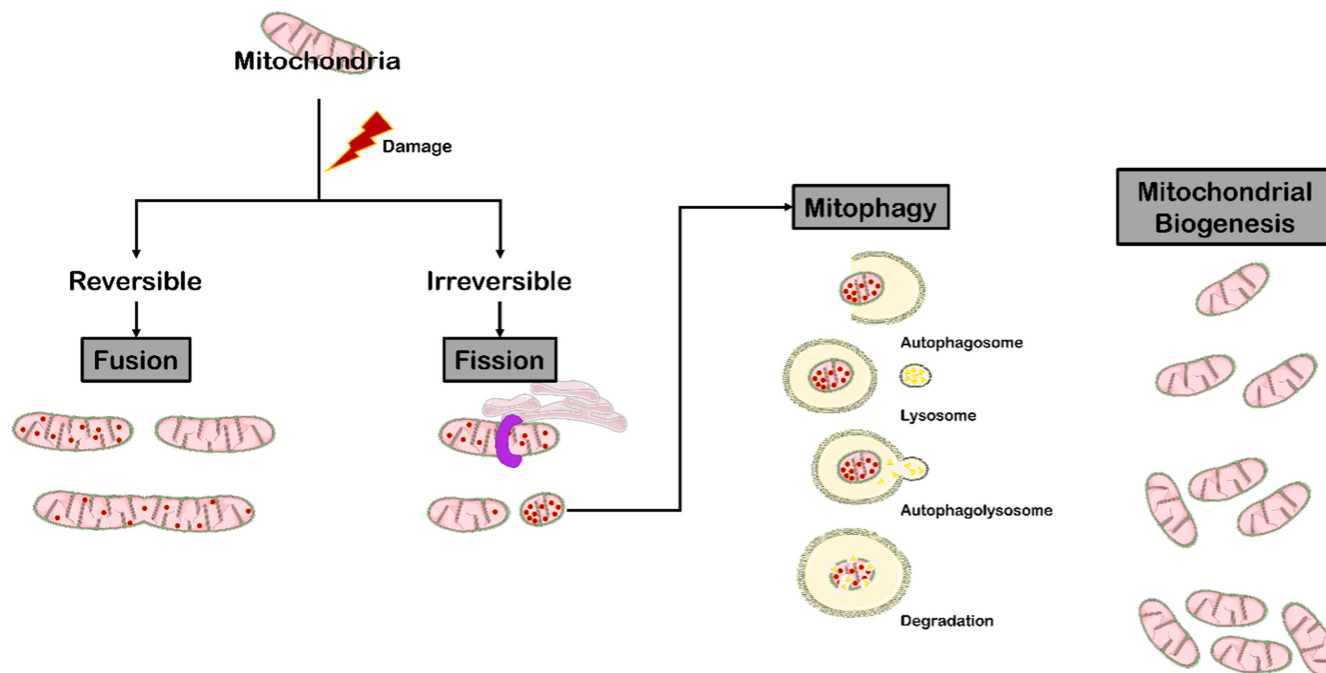 Mitochondria
Damage
Reversible
Irreversible
Fusion
Fission
Mitophagy
Autophagosome
Lysosome
Autophagolysosome
Degradation
Mitochondrial
Biogenesis